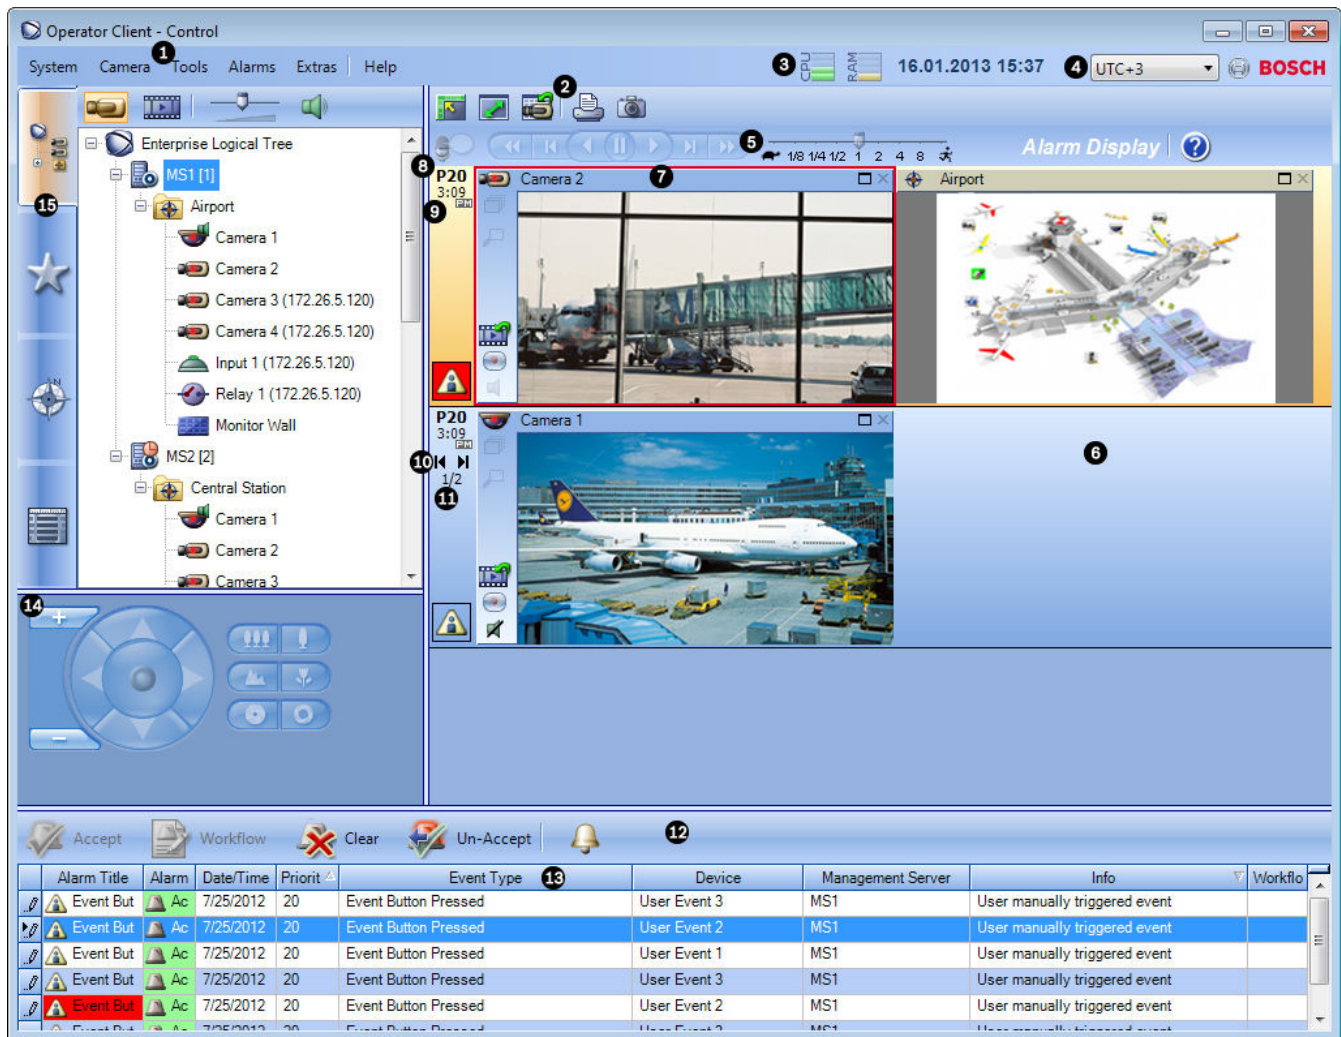 Operator Client - Control
1
System Camera Tools Alarms Extras Help
3 CPU RAM 16.01.2013 15:37 4 UTC+3 BOSCH
2
5 1/8 1/4 1/2 1 2 4 8 Alarm Display ?
Enterprise Logical Tree
MS1 [1]
15
Airport
Camera 1
Camera 2
Camera 3 (172.26.5.120)
Camera 4 (172.26.5.120)
Input 1 (172.26.5.120)
Relay 1 (172.26.5.120)
Monitor Wall
MS2 [2]
Central Station
Camera 1
Camera 2
Camera 3
N
8
P20 Camera 2 7 Airport
3:09
PM
9
P20 Camera 1
3:09
PM
10
1/2
11
6
14
+
−
Accept Workflow Clear Un-Accept 12
Alarm Title Alarm Date/Time Priorit Event Type 13 Device Management Server Info Workflo
Event But Ac 7/25/2012 20 Event Button Pressed User Event 3 MS1 User manually triggered event
Event But Ac 7/25/2012 20 Event Button Pressed User Event 2 MS1 User manually triggered event
Event But Ac 7/25/2012 20 Event Button Pressed User Event 1 MS1 User manually triggered event
Event But Ac 7/25/2012 20 Event Button Pressed User Event 3 MS1 User manually triggered event
Event But Ac 7/25/2012 20 Event Button Pressed User Event 2 MS1 User manually triggered event